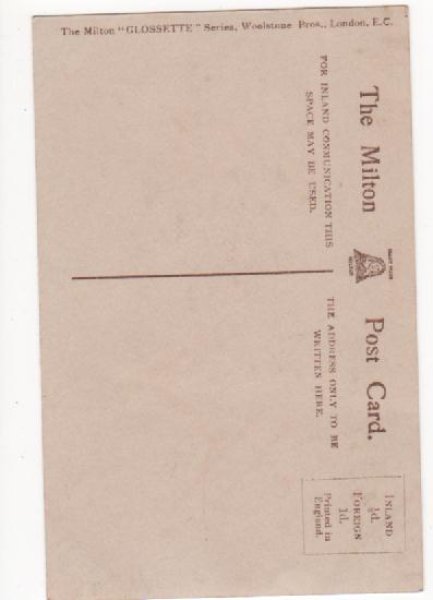 The Milton "GLOSSETTE" Series, Woolstone Bros., London, E.C.
The Milton Post Card.
FOR INLAND COMMUNICATION THIS
SPACE MAY BE USED.
THE ADDRESS ONLY TO BE
WRITTEN HERE.
INLAND
½d.
FOREIGN
1d.
Printed in
England.